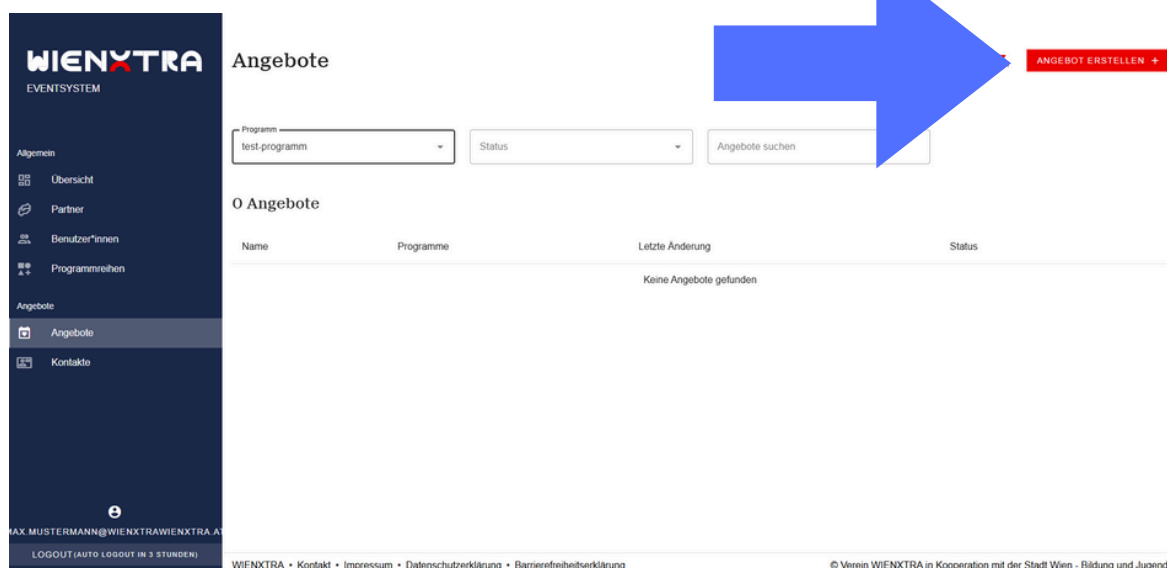 WIENXTRA
EVENTSYSTEM
Allgemein
Übersicht
Partner
Benutzer*innen
Programmreihen
Angebote
Angebote
Kontakte
MAX.MUSTERMANN@WIENXTRAWIENXTRA.AT
LOGOUT (AUTO LOGOUT IN 3 STUNDEN)
Angebote
ANGEBOT ERSTELLEN +
Programm
test-programm
Status
Angebote suchen
0 Angebote
Name Programme Letzte Änderung Status
Keine Angebote gefunden
WIENXTRA • Kontakt • Impressum • Datenschutzerklärung • Barrierefreiheitserklärung
© Verein WIENXTRA in Kooperation mit der Stadt Wien - Bildung und Jugend